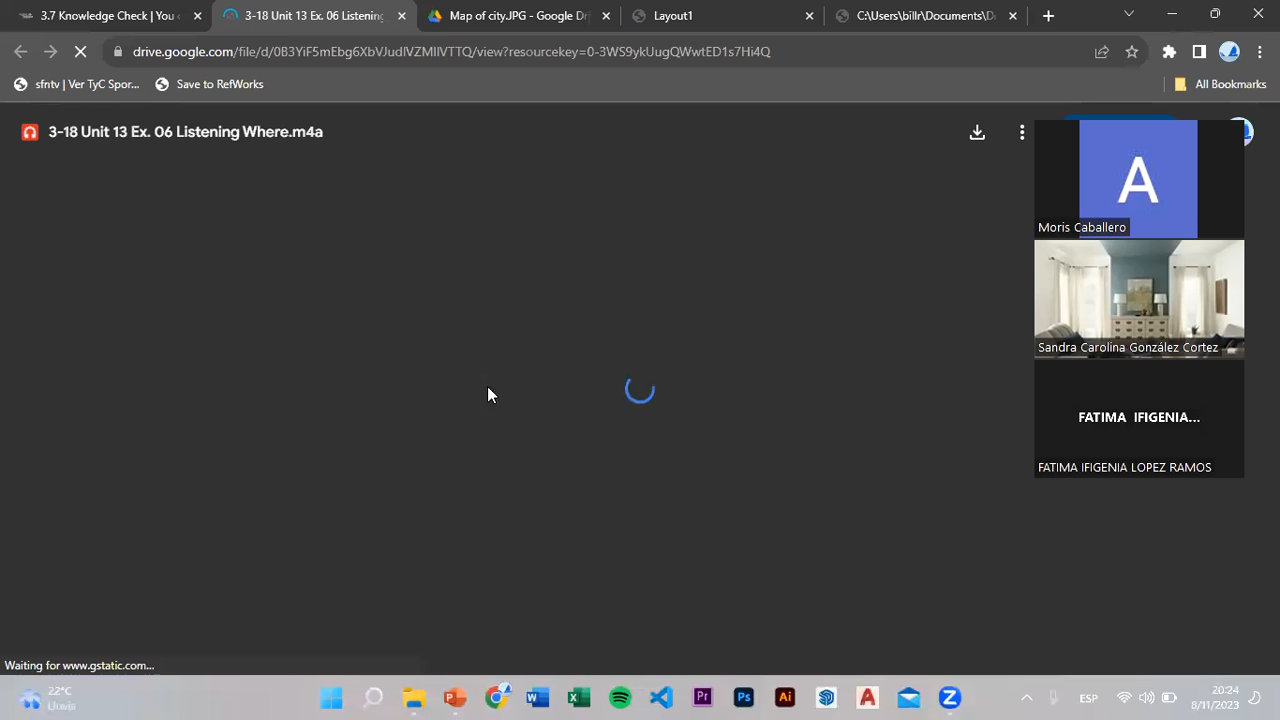 3.7 Knowledge Check | You
3-18 Unit 13 Ex. 06 Listening
Map of city.JPG - Google Dri
Layout1
C:\Users\billr\Documents\D
drive.google.com/file/d/0B3YiF5mEbg6XbVJudlVZMllVTTQ/view?resourcekey=0-3WS9ykUugQWwtED1s7Hi4Q
sfntv | Ver TyC Spor...
Save to RefWorks
All Bookmarks
3-18 Unit 13 Ex. 06 Listening Where.m4a
A
Moris Caballero
Sandra Carolina González Cortez
FATIMA IFIGENIA...
FATIMA IFIGENIA LOPEZ RAMOS
Waiting for www.gstatic.com...
22°C
Lluvia
ESP
20:24
8/11/2023